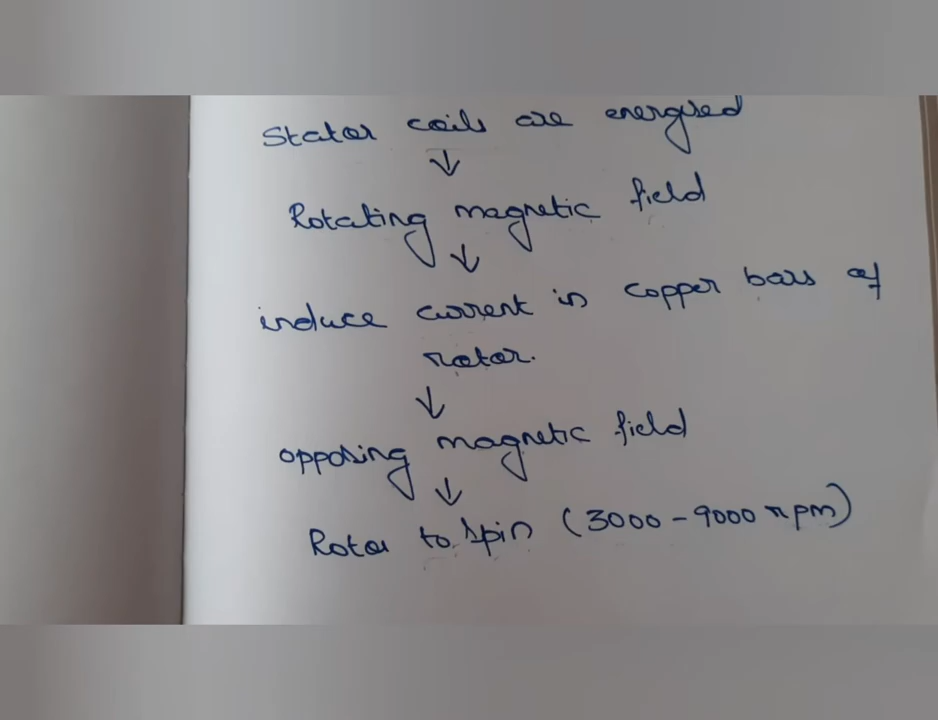 Stator coils are energised
↓
Rotating magnetic field
↓
induce current in copper bars of
rotor.
↓
opposing magnetic field
↓
Rotor to spin (3000 - 9000 rpm)